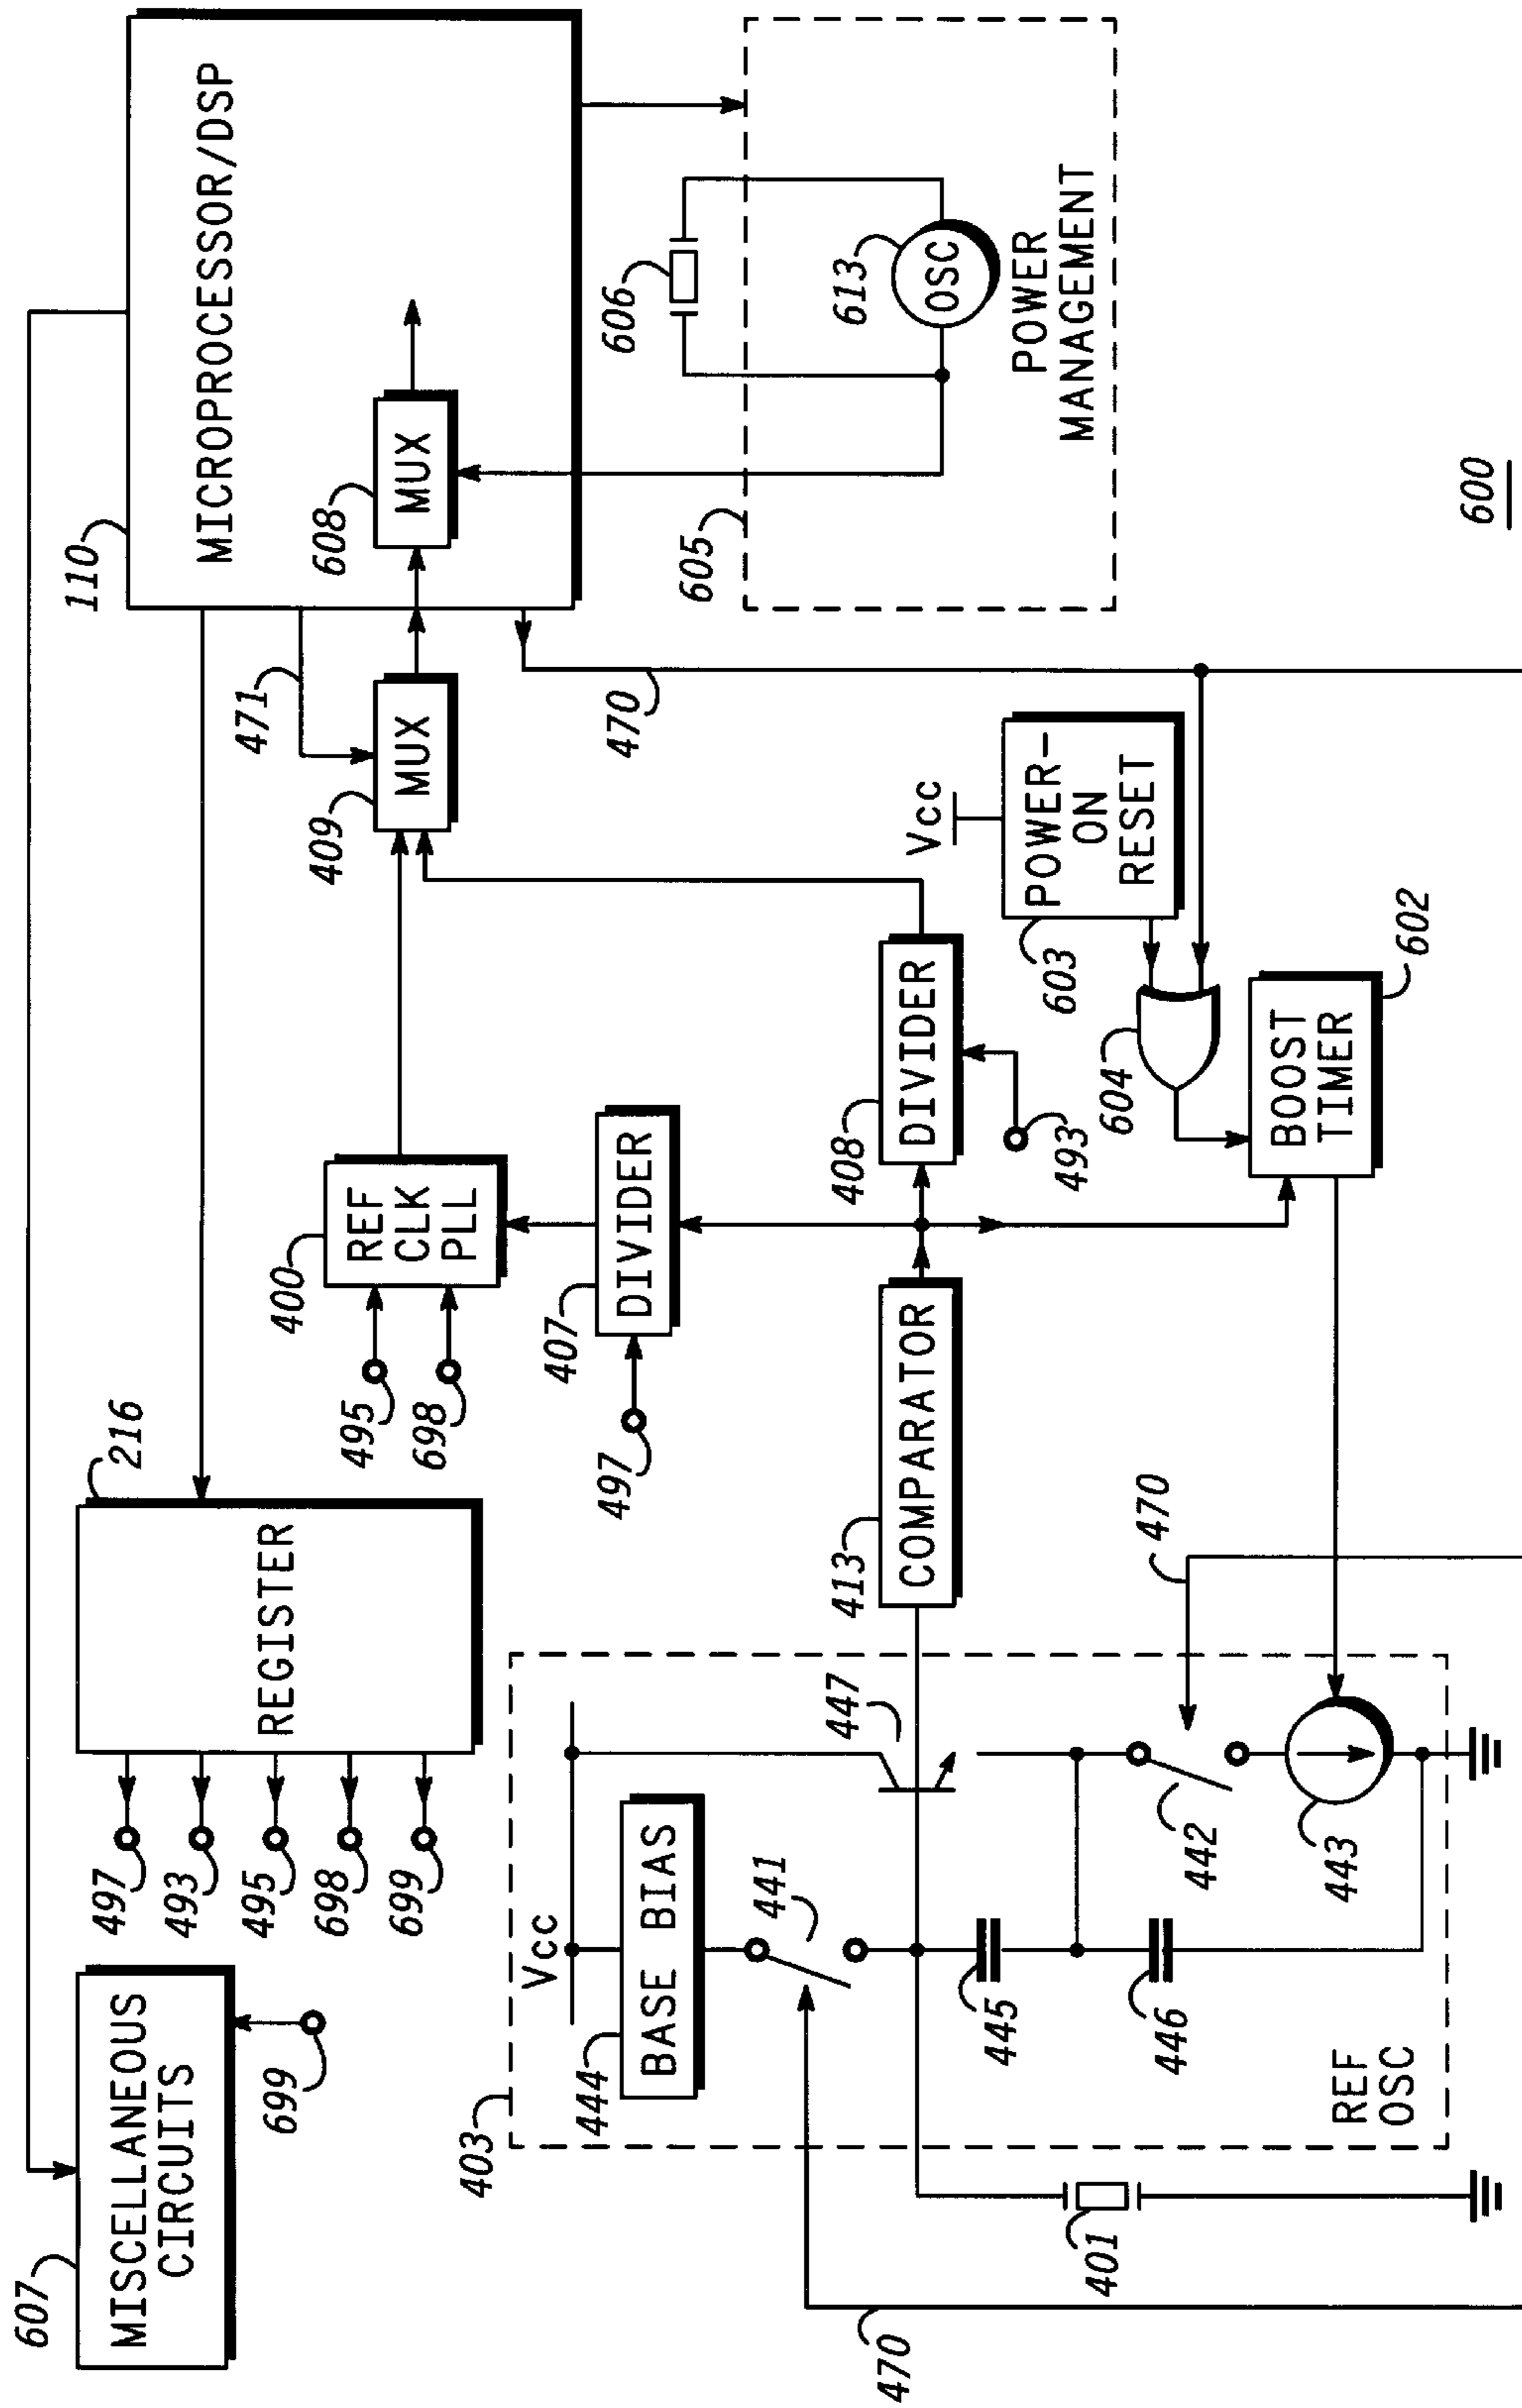 607
MISCELLANEOUS
CIRCUITS
699
497
493
495
698
699
REGISTER
216
110
MICROPROCESSOR/DSP
471
608
MUX
409
MUX
400
REF
CLK
PLL
495
698
407
DIVIDER
497
470
605
606
613
OSC
POWER
MANAGEMENT
403
Vcc
444
BASE BIAS
441
447
413
COMPARATOR
408
DIVIDER
493
Vcc
POWER-
ON
RESET
603
604
BOOST
TIMER
602
470
445
446
442
443
REF
OSC
401
470
600